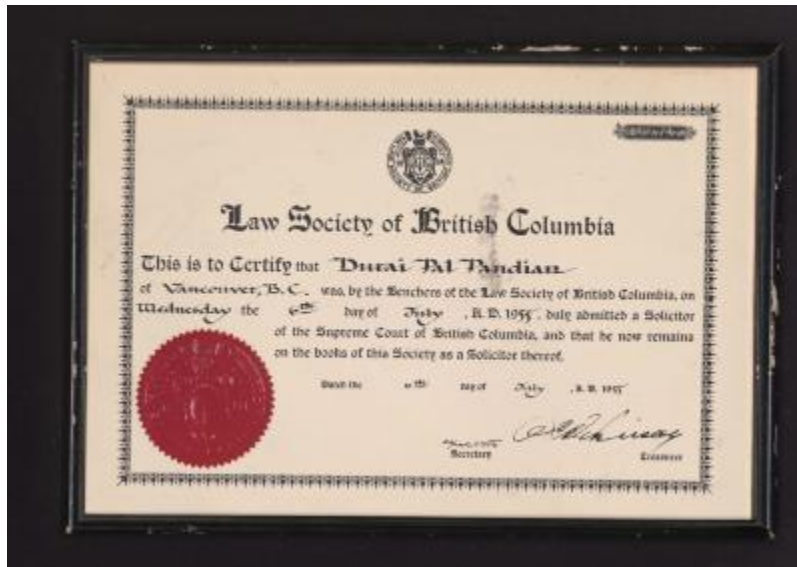 Law Society of British Columbia
This is to Certify that Durai Pal Pandian
of Vancouver, B.C. was, by the Benchers of the Law Society of British Columbia, on
Wednesday the 6th day of July , A. D. 1955 , duly admitted a Solicitor
of the Supreme Court of British Columbia, and that he now remains
on the books of this Society as a Solicitor thereof.
Dated the 6th day of July , A. D. 1955
Secretary Treasurer